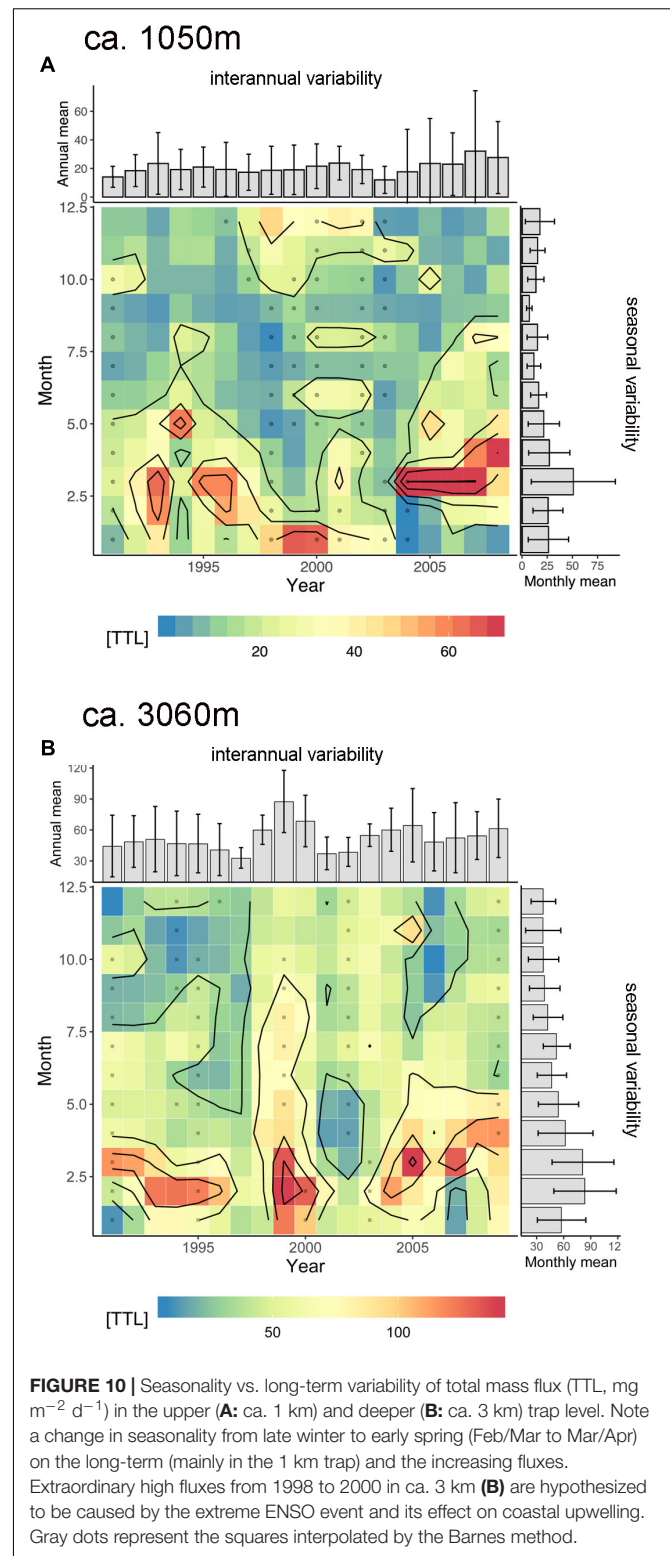 ca. 1050m
A
interannual variability
Annual mean
60
40
20
0
12.5
10.0
7.5
5.0
2.5
Month
1995
2000
2005
Year
seasonal variability
0
25
50
75
Monthly mean
[TTL]
20
40
60
ca. 3060m
B
interannual variability
Annual mean
120
90
60
30
12.5
10.0
7.5
5.0
2.5
Month
1995
2000
2005
Year
seasonal variability
30
60
90
12
Monthly mean
[TTL]
50
100
FIGURE 10 | Seasonality vs. long-term variability of total mass flux (TTL, mg
m−2 d−1) in the upper (A: ca. 1 km) and deeper (B: ca. 3 km) trap level. Note
a change in seasonality from late winter to early spring (Feb/Mar to Mar/Apr)
on the long-term (mainly in the 1 km trap) and the increasing fluxes.
Extraordinary high fluxes from 1998 to 2000 in ca. 3 km (B) are hypothesized
to be caused by the extreme ENSO event and its effect on coastal upwelling.
Gray dots represent the squares interpolated by the Barnes method.